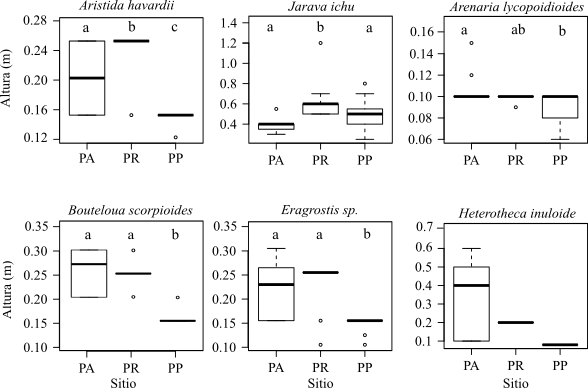 Aristida havardii
Jarava ichu
Arenaria lycopodioides
Altura (m)
0.28
0.20
0.16
0.12
a
b
c
PA
PR
PP
1.4
1.2
1.0
0.8
0.6
0.4
a
b
a
PA
PR
PP
0.16
0.14
0.12
0.10
0.08
0.06
a
ab
b
PA
PR
PP
Bouteloua scorpioides
Eragrostis sp.
Heterotheca inuloide
Altura (m)
0.35
0.30
0.25
0.20
0.15
0.10
a
a
b
PA
PR
PP
Sitio
0.35
0.30
0.25
0.20
0.15
0.10
a
a
b
PA
PR
PP
Sitio
0.7
0.6
0.5
0.4
0.3
0.2
0.1
PA
PR
PP
Sitio